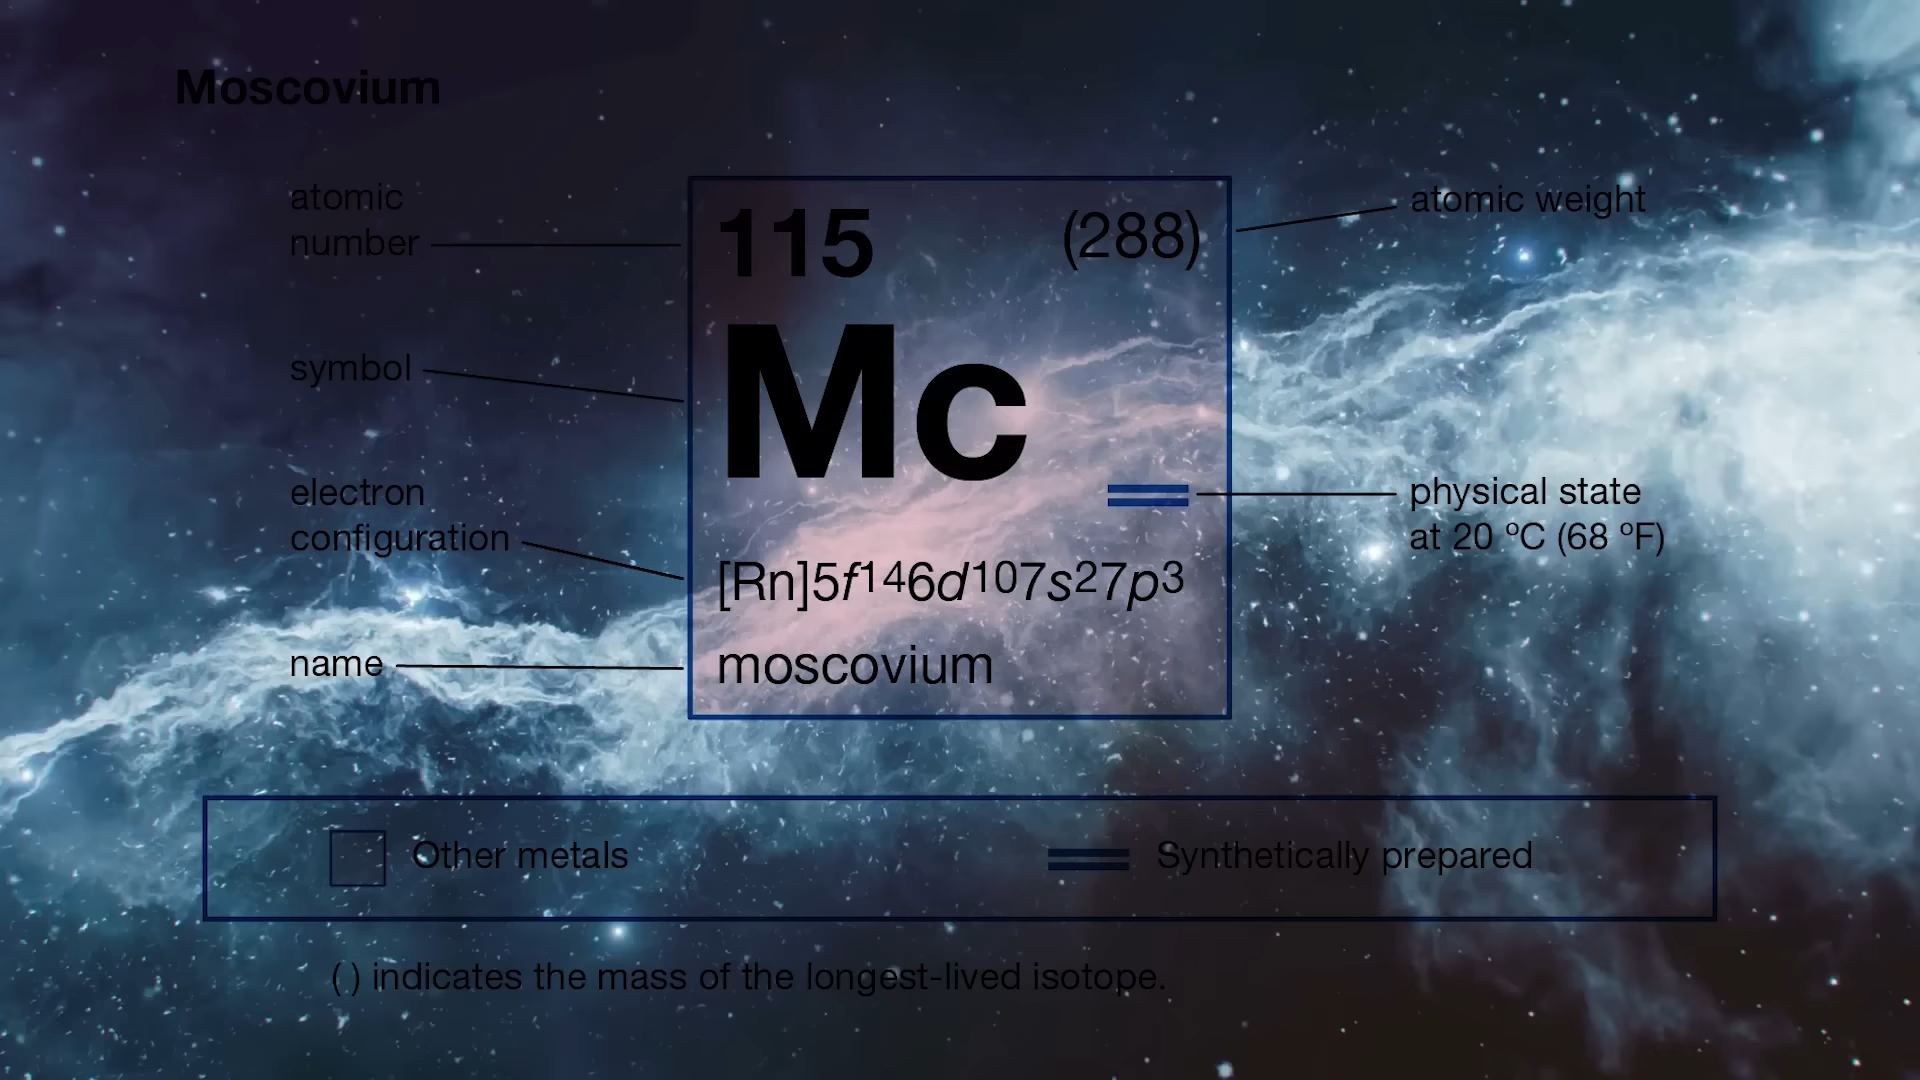 Moscovium
atomic
number
115
(288)
atomic weight
symbol
Mc
electron
configuration
physical state
at 20 ºC (68 ºF)
[Rn]5f146d107s27p3
name
moscovium
Other metals
Synthetically prepared
( ) indicates the mass of the longest-lived isotope.